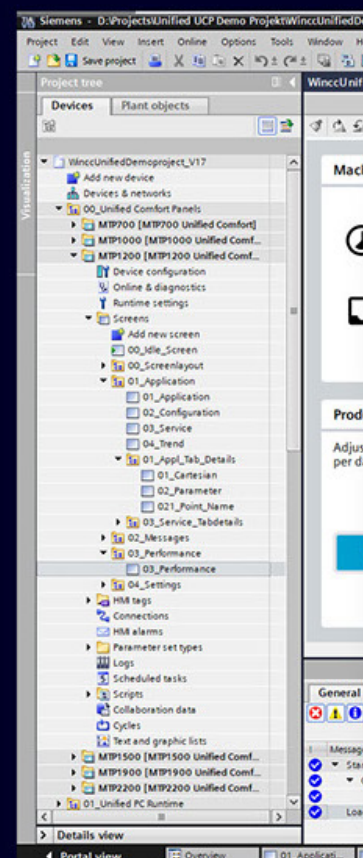 Siemens - D:\Projects\Unified UCP Demo Projekt\WinccUnifiedDe
Project Edit View Insert Online Options Tools Window H
Save project
Project tree
WinccUnif
Devices
Plant objects
Visualization
WinccUnifiedDemoproject_V17
Add new device
Devices & networks
00_Unified Comfort Panels
MTP700 [MTP700 Unified Comfort]
MTP1000 [MTP1000 Unified Comf...
MTP1200 [MTP1200 Unified Comf...
Device configuration
Online & diagnostics
Runtime settings
Screens
Add new screen
00_Idle_Screen
00_Screenlayout
01_Application
01_Application
02_Configuration
03_Service
04_Trend
01_Appl_Tab_Details
01_Cartesian
02_Parameter
021_Point_Name
03_Service_Tabdetails
02_Messages
03_Performance
03_Performance
04_Settings
HMI tags
Connections
HMI alarms
Parameter set types
Logs
Scheduled tasks
Scripts
Collaboration data
Cycles
Text and graphic lists
MTP1500 [MTP1500 Unified Comf...
MTP1900 [MTP1900 Unified Comf...
MTP2200 [MTP2200 Unified Comf...
01_Unified PC Runtime
Details view
Portal view
Overview
01_Applicati...
Mach
Prod
Adjus
per da
General
Message
Sta
Loa